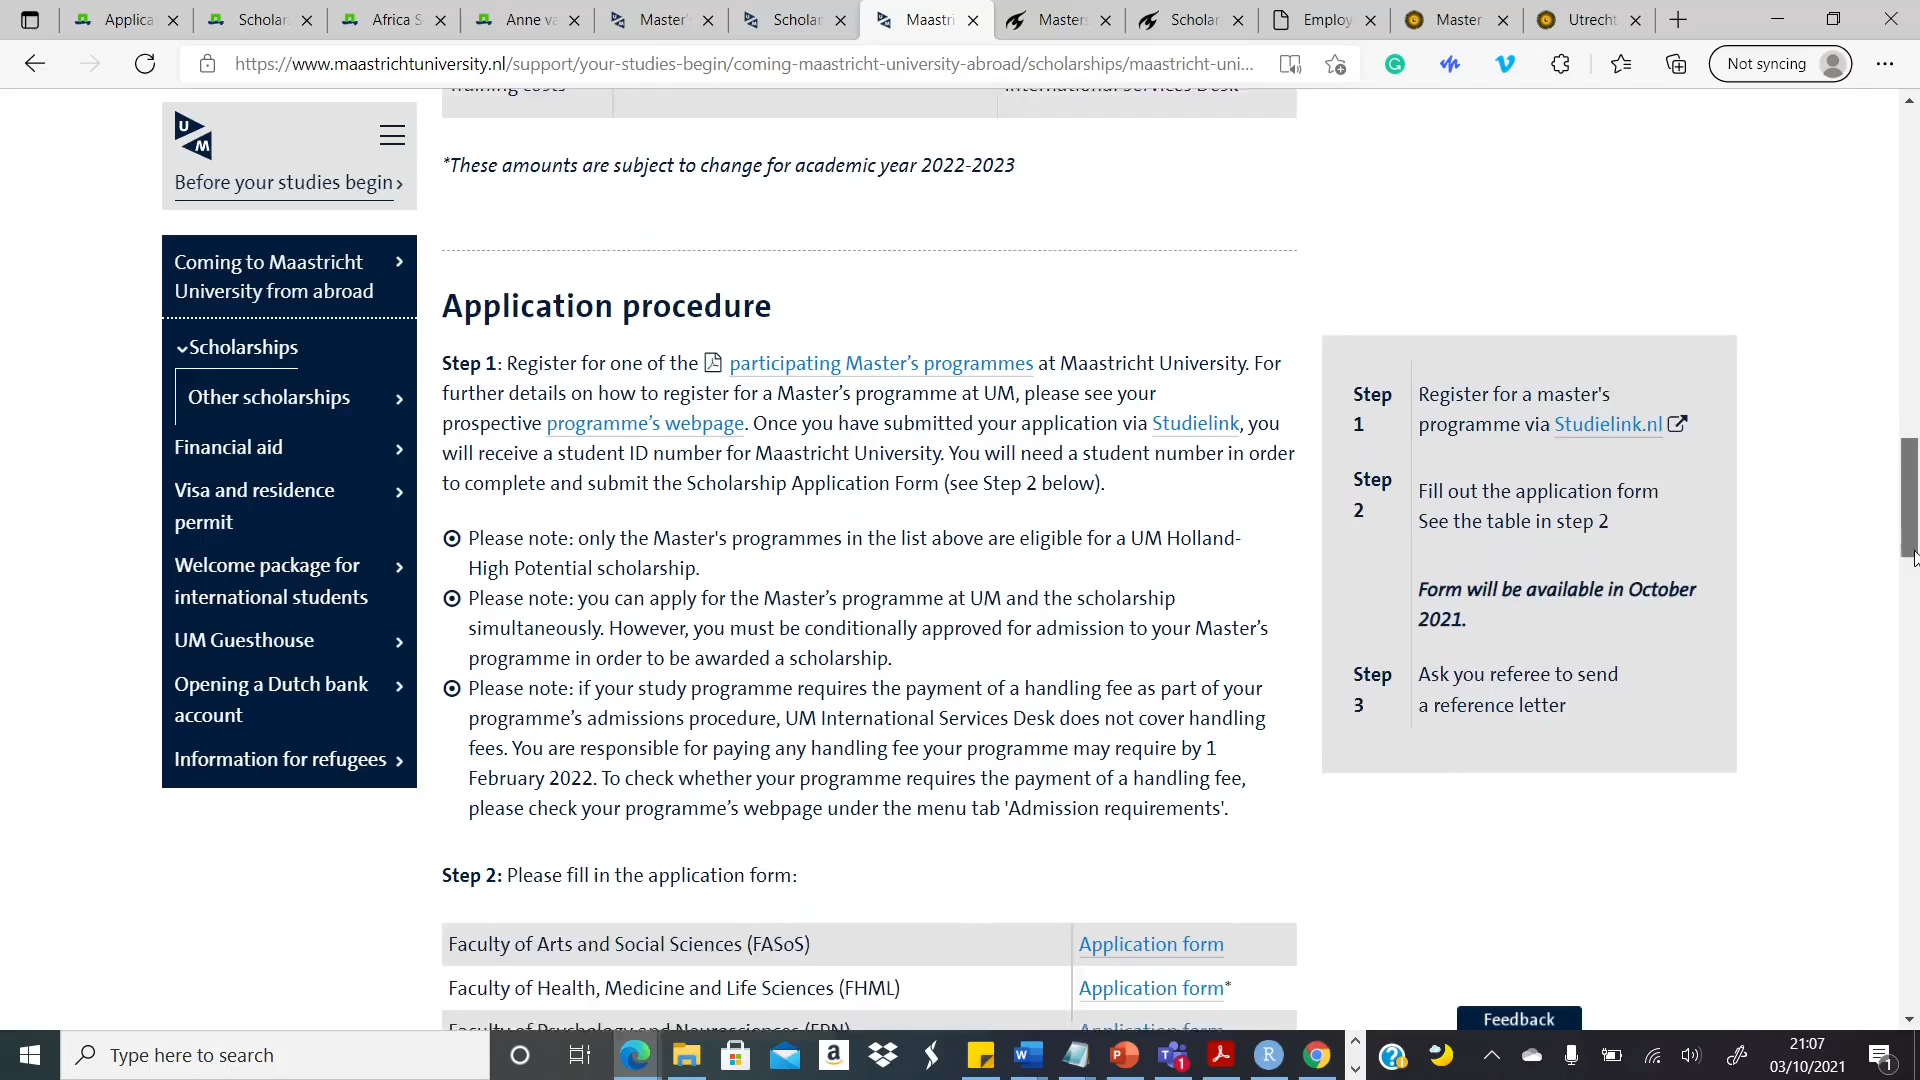 Applica
Scholar
Africa S
Anne va
Master'
Scholar
Maastri
Masters
Scholar
Employ
Master
Utrecht
https://www.maastrichtuniversity.nl/support/your-studies-begin/coming-maastricht-university-abroad/scholarships/maastricht-uni...
Not syncing
Training costs
International Services Desk
U
M
Before your studies begin
*These amounts are subject to change for academic year 2022-2023
Coming to Maastricht
University from abroad
Scholarships
Other scholarships
Financial aid
Visa and residence
permit
Welcome package for
international students
UM Guesthouse
Opening a Dutch bank
account
Information for refugees
Application procedure
Step 1: Register for one of the participating Master’s programmes at Maastricht University. For
further details on how to register for a Master’s programme at UM, please see your
prospective programme’s webpage. Once you have submitted your application via Studielink, you
will receive a student ID number for Maastricht University. You will need a student number in order
to complete and submit the Scholarship Application Form (see Step 2 below).
Please note: only the Master's programmes in the list above are eligible for a UM Holland-
High Potential scholarship.
Please note: you can apply for the Master’s programme at UM and the scholarship
simultaneously. However, you must be conditionally approved for admission to your Master’s
programme in order to be awarded a scholarship.
Please note: if your study programme requires the payment of a handling fee as part of your
programme’s admissions procedure, UM International Services Desk does not cover handling
fees. You are responsible for paying any handling fee your programme may require by 1
February 2022. To check whether your programme requires the payment of a handling fee,
please check your programme’s webpage under the menu tab 'Admission requirements'.
Step 2: Please fill in the application form:
Faculty of Arts and Social Sciences (FASoS) Application form
Faculty of Health, Medicine and Life Sciences (FHML) Application form*
Faculty of Psychology and Neurosciences (FPN) Application form
Step Register for a master's
1 programme via Studielink.nl
Step Fill out the application form
2 See the table in step 2
Form will be available in October
2021.
Step Ask you referee to send
3 a reference letter
Feedback
Type here to search
21:07
03/10/2021
1